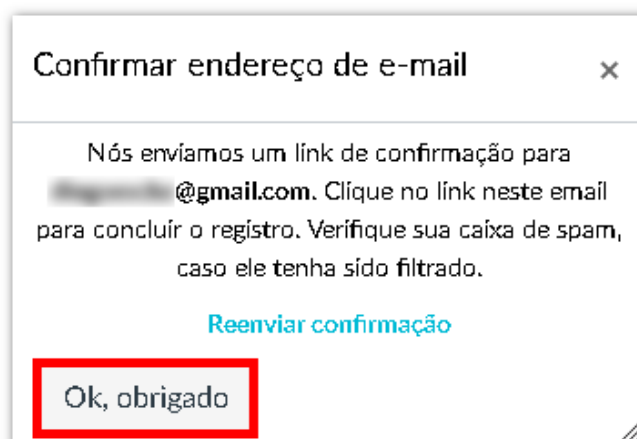 Confirmar endereço de e-mail ×
Nós enviamos um link de confirmação para
@gmail.com. Clique no link neste email
para concluir o registro. Verifique sua caixa de spam,
caso ele tenha sido filtrado.
Reenviar confirmação
Ok, obrigado